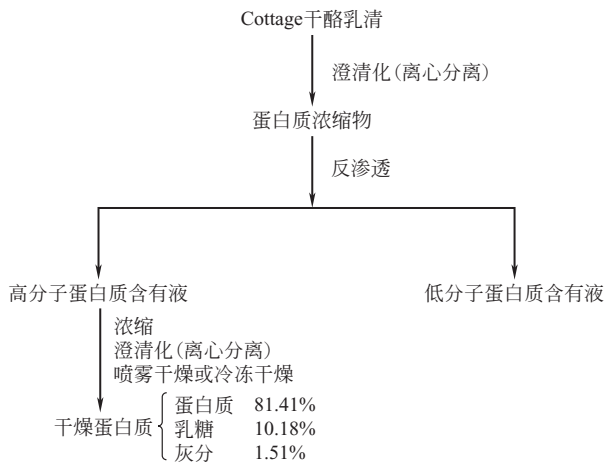 Cottage干酪乳清
澄清化(离心分离)
蛋白质浓缩物
反渗透
高分子蛋白质含有液
低分子蛋白质含有液
浓缩
澄清化(离心分离)
喷雾干燥或冷冻干燥
干燥蛋白质
蛋白质 81.41%
乳糖 10.18%
灰分 1.51%